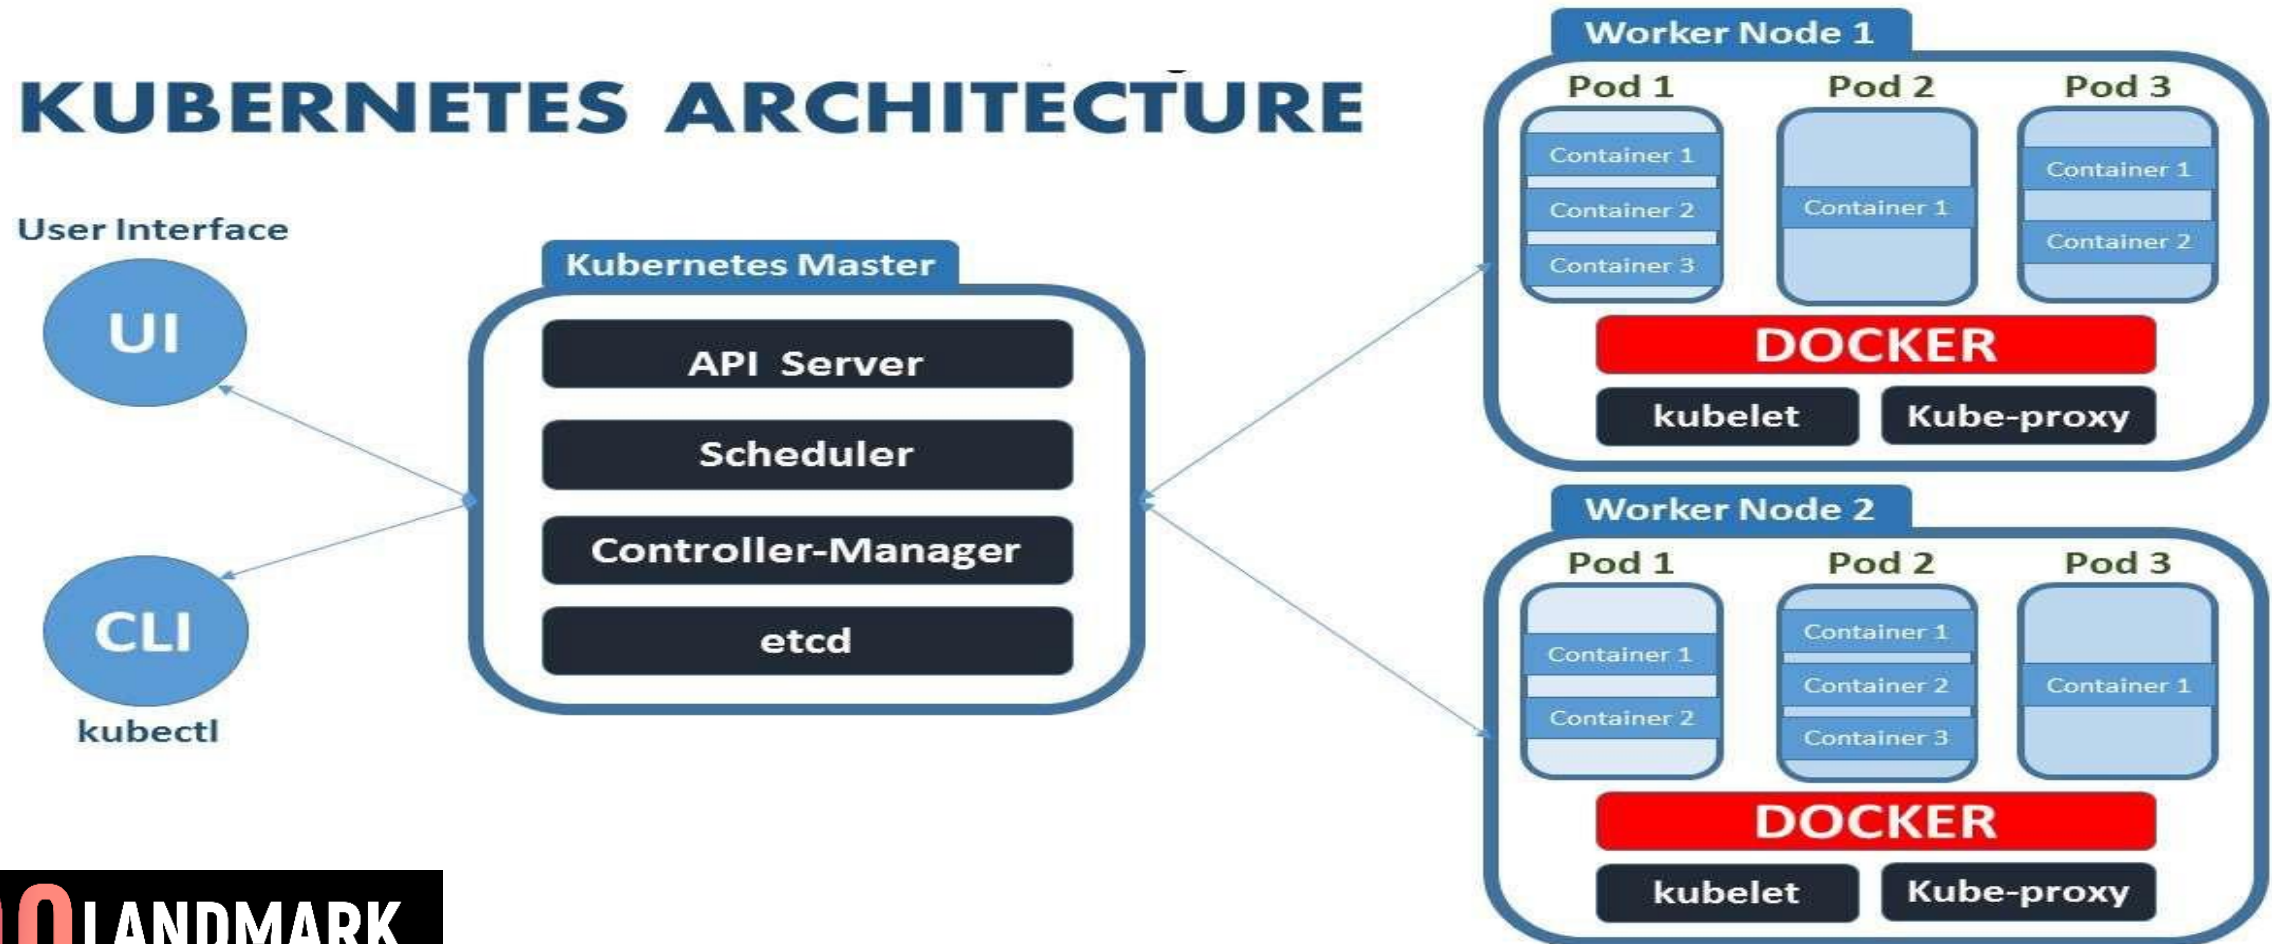 KUBERNETES ARCHITECTURE
User Interface
UI
CLI
kubectl
Kubernetes Master
API Server
Scheduler
Controller-Manager
etcd
Worker Node 1
Pod 1
Container 1
Container 2
Container 3
Pod 2
Container 1
Pod 3
Container 1
Container 2
DOCKER
kubelet
Kube-proxy
Worker Node 2
Pod 1
Container 1
Container 2
Pod 2
Container 1
Container 2
Container 3
Pod 3
Container 1
DOCKER
kubelet
Kube-proxy
LANDMARK